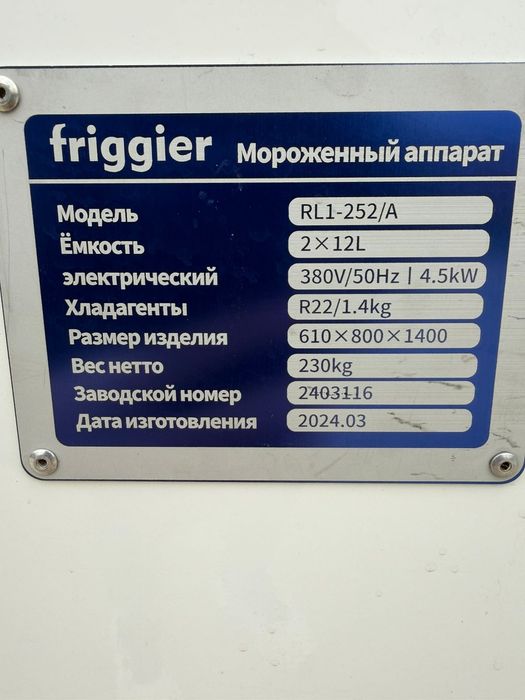 friggier Мороженный аппарат
Модель RL1-252/A
Ёмкость 2×12L
электрический 380V/50Hz | 4.5kW
Хладагенты R22/1.4kg
Размер изделия 610×800×1400
Вес нетто 230kg
Заводской номер 2403116
Дата изготовления 2024.03